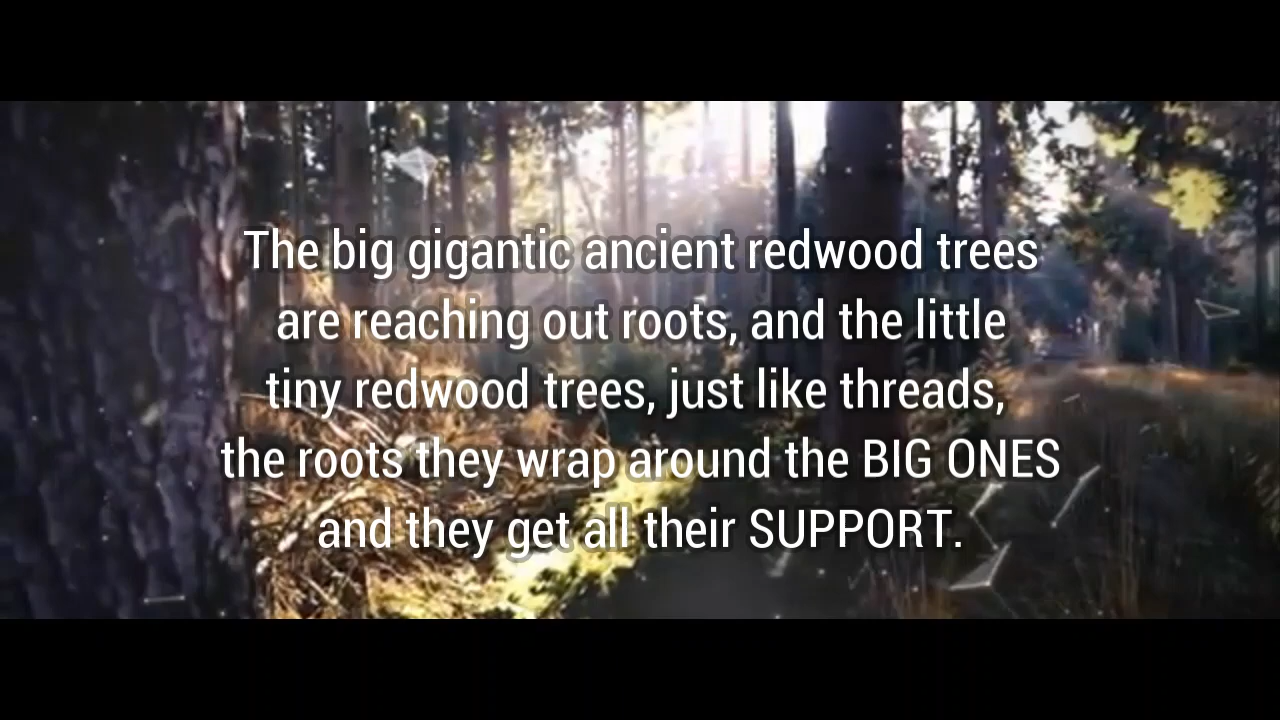 The big gigantic ancient redwood trees
are reaching out roots, and the little
tiny redwood trees, just like threads,
the roots they wrap around the BIG ONES
and they get all their SUPPORT.